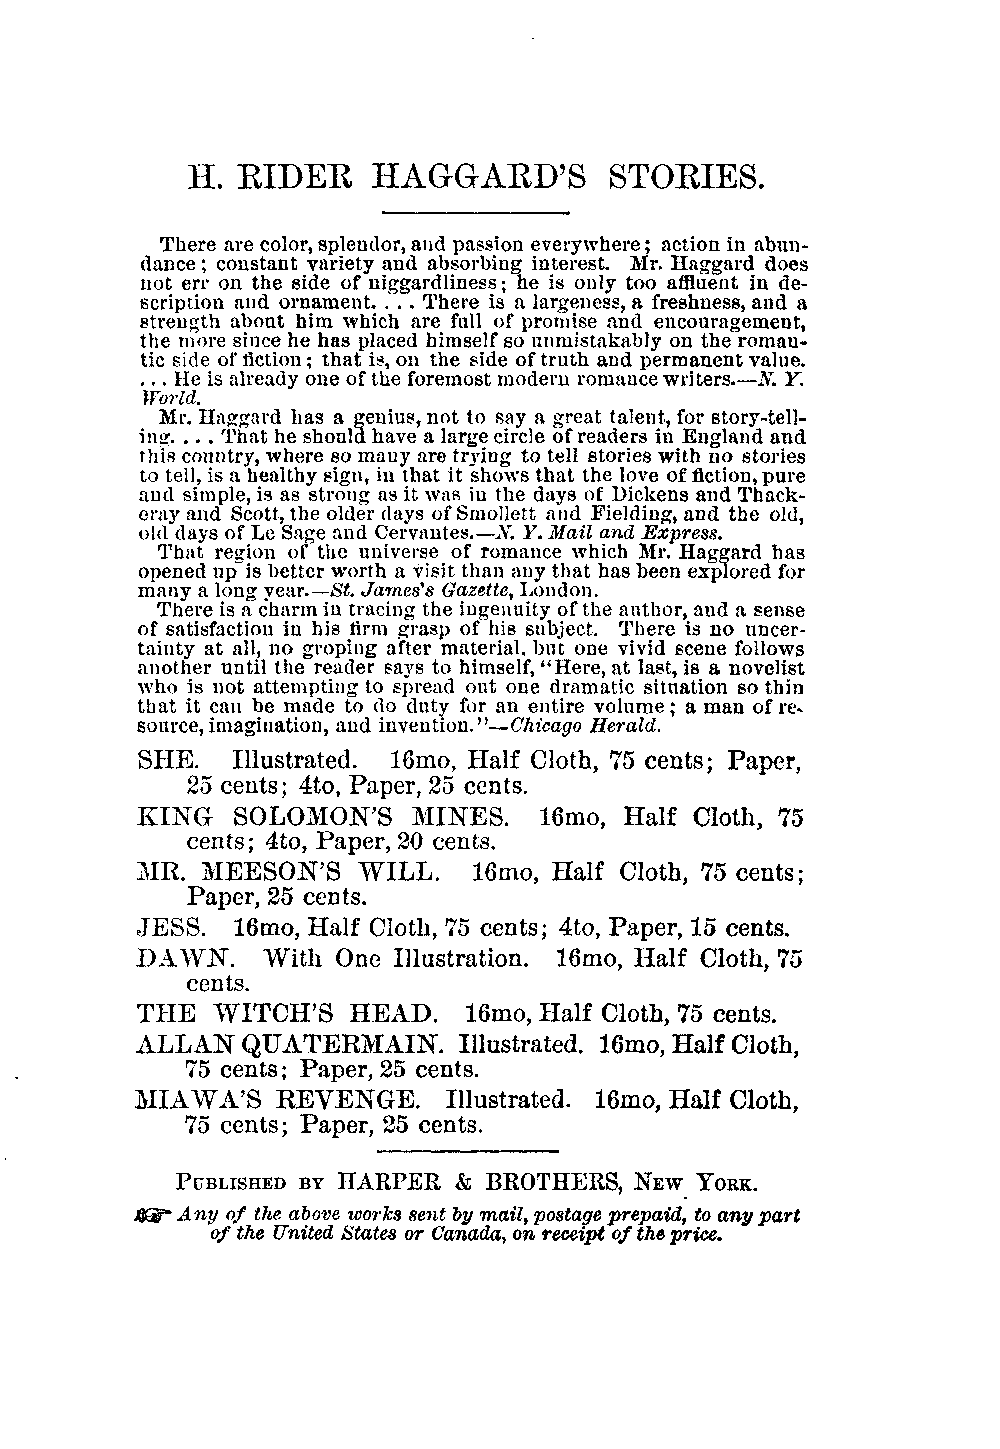 H. RIDER HAGGARD'S STORIES.
There are color, splendor, and passion everywhere; action in abun-
dance; constant variety and absorbing interest. Mr. Haggard does
not err on the side of niggardliness; he is only too affluent in de-
scription and ornament. . . . There is a largeness, a freshness, and a
strength about him which are full of promise and encouragement,
the more since he has placed himself so unmistakably on the roman-
tic side of fiction; that is, on the side of truth and permanent value.
. . . He is already one of the foremost modern romance writers.—N. Y.
World.
Mr. Haggard has a genius, not to say a great talent, for story-tell-
ing. . . . That he should have a large circle of readers in England and
this country, where so many are trying to tell stories with no stories
to tell, is a healthy sign, in that it shows that the love of fiction, pure
and simple, is as strong as it was in the days of Dickens and Thack-
eray and Scott, the older days of Smollett and Fielding, and the old,
old days of Le Sage and Cervantes.—N. Y. Mail and Express.
That region of the universe of romance which Mr. Haggard has
opened up is better worth a visit than any that has been explored for
many a long year.—St. James's Gazette, London.
There is a charm in tracing the ingenuity of the author, and a sense
of satisfaction in his firm grasp of his subject. There is no uncer-
tainty at all, no groping after material, but one vivid scene follows
another until the reader says to himself, "Here, at last, is a novelist
who is not attempting to spread out one dramatic situation so thin
that it can be made to do duty for an entire volume; a man of re-
source, imagination, and invention."—Chicago Herald.
SHE. Illustrated. 16mo, Half Cloth, 75 cents; Paper,
25 cents; 4to, Paper, 25 cents.
KING SOLOMON'S MINES. 16mo, Half Cloth, 75
cents; 4to, Paper, 20 cents.
MR. MEESON'S WILL. 16mo, Half Cloth, 75 cents;
Paper, 25 cents.
JESS. 16mo, Half Cloth, 75 cents; 4to, Paper, 15 cents.
DAWN. With One Illustration. 16mo, Half Cloth, 75
cents.
THE WITCH'S HEAD. 16mo, Half Cloth, 75 cents.
ALLAN QUATERMAIN. Illustrated. 16mo, Half Cloth,
75 cents; Paper, 25 cents.
MIAWA'S REVENGE. Illustrated. 16mo, Half Cloth,
75 cents; Paper, 25 cents.
PUBLISHED BY HARPER & BROTHERS, NEW YORK.
☞ Any of the above works sent by mail, postage prepaid, to any part
of the United States or Canada, on receipt of the price.